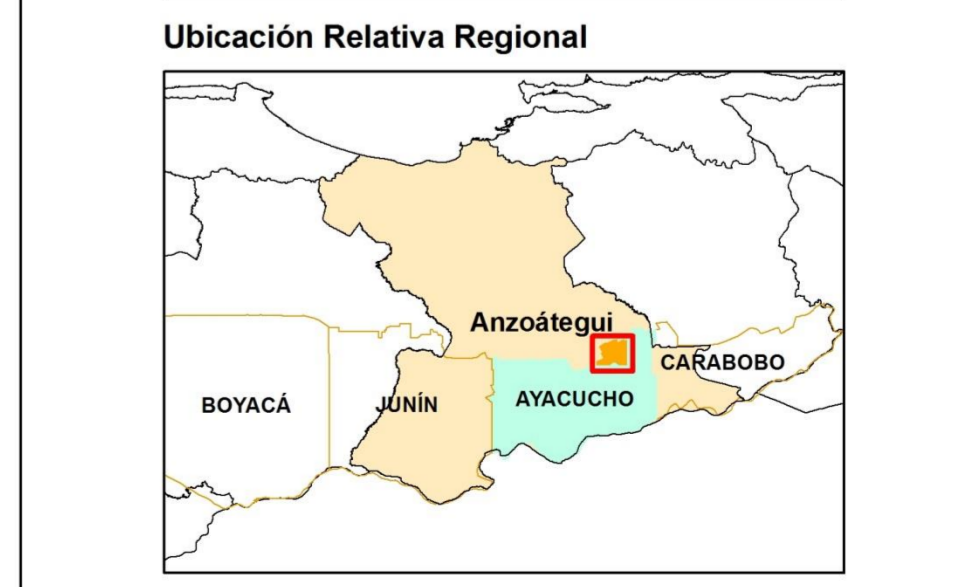 Ubicación Relativa Regional
Anzoátegui
CARABOBO
BOYACÁ
JUNÍN
AYACUCHO